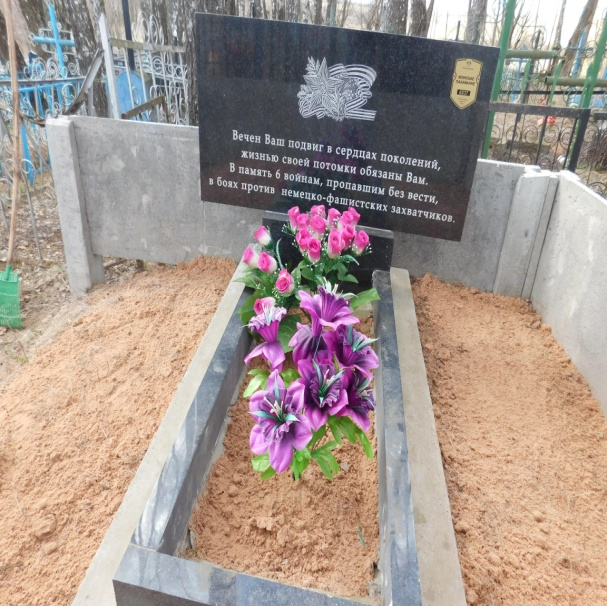 Вечен Ваш подвиг в сердцах поколений,
жизнью своей потомки обязаны Вам.
В память 6 воинам, пропавшим без вести,
в боях против немецко-фашистских захватчиков.